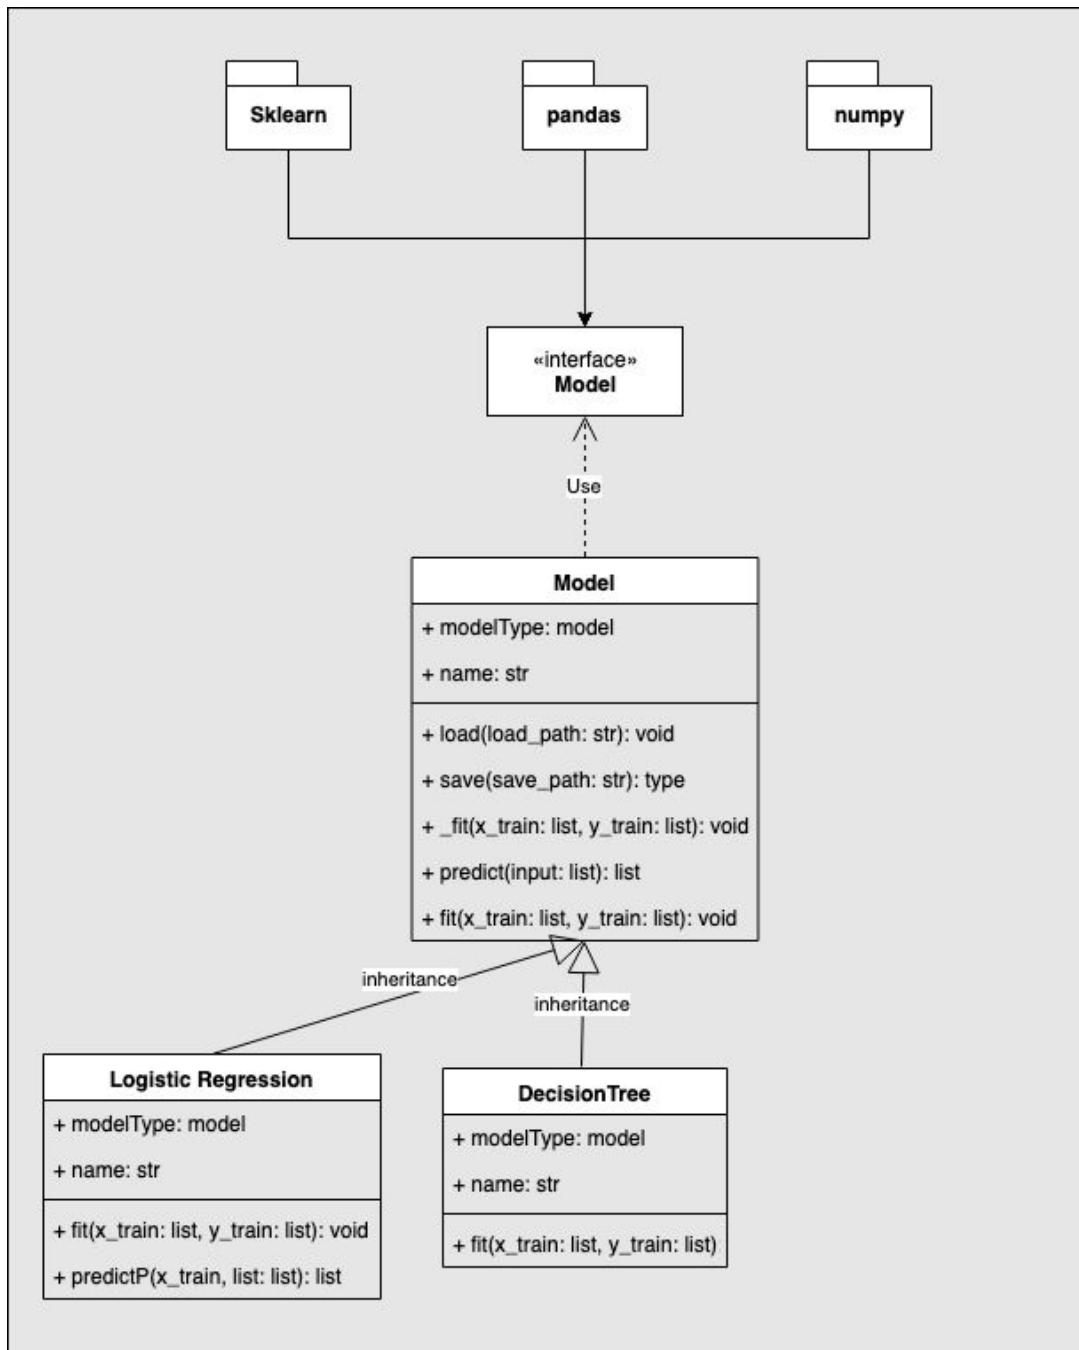 Sklearn
pandas
numpy
«interface»
Model
Use
Model
+ modelType: model
+ name: str
+ load(load_path: str): void
+ save(save_path: str): type
+ _fit(x_train: list, y_train: list): void
+ predict(input: list): list
+ fit(x_train: list, y_train: list): void
inheritance
inheritance
Logistic Regression
+ modelType: model
+ name: str
+ fit(x_train: list, y_train: list): void
+ predictP(x_train, list: list): list
DecisionTree
+ modelType: model
+ name: str
+ fit(x_train: list, y_train: list)